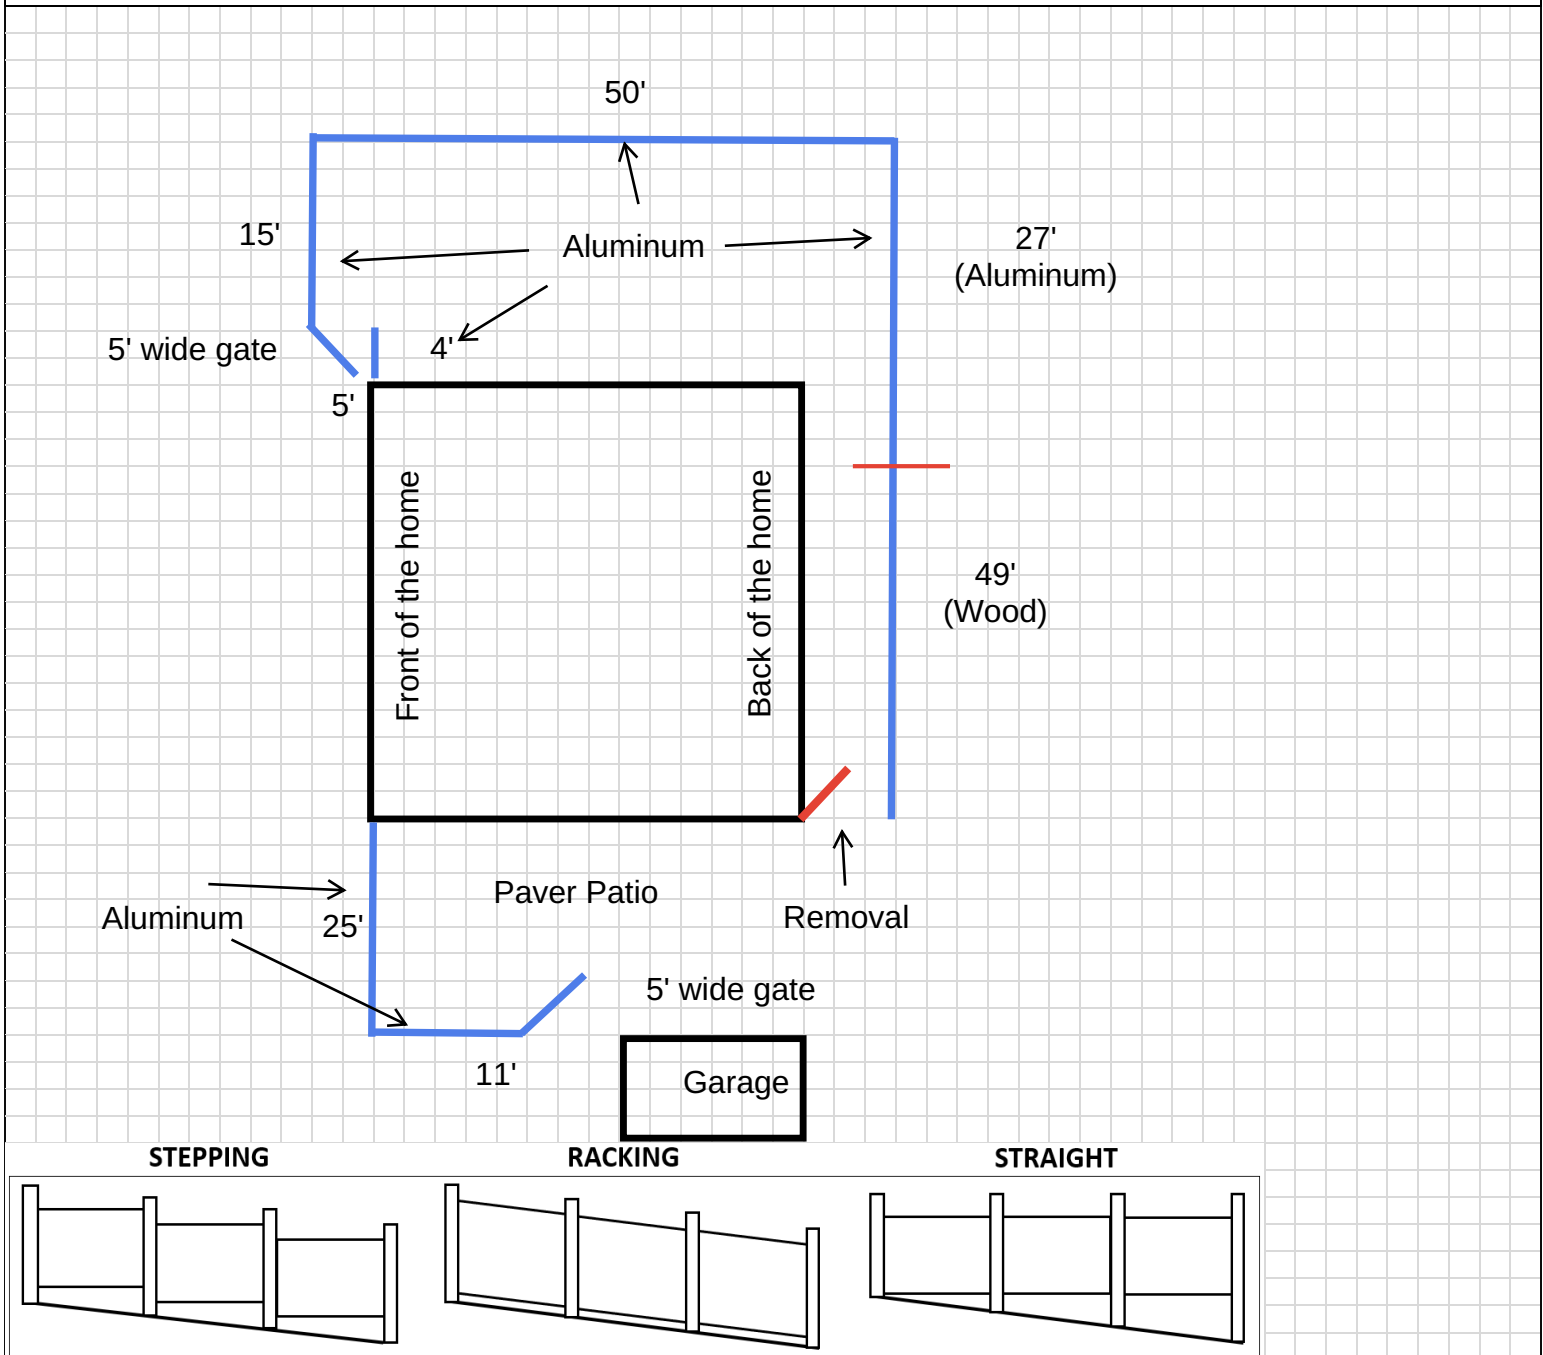 50'
15'
Aluminum
27'
(Aluminum)
5' wide gate
4'
5'
Front of the home
Back of the home
49'
(Wood)
Aluminum
25'
Paver Patio
Removal
5' wide gate
11'
Garage
STEPPING
RACKING
STRAIGHT